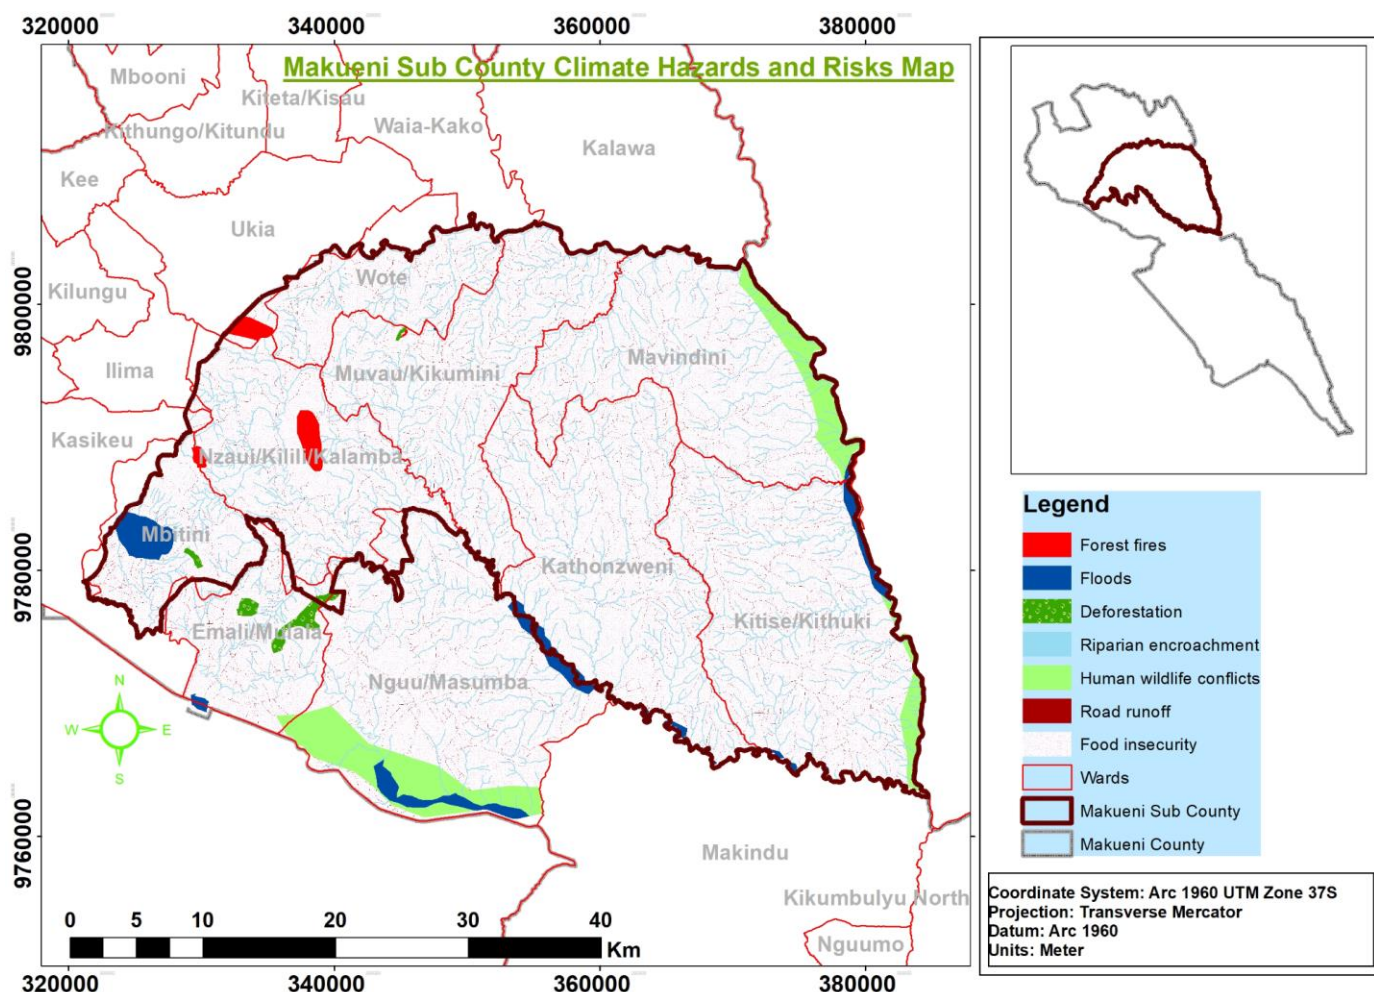 320000 340000 360000 380000
Makueni Sub County Climate Hazards and Risks Map
Mbooni
Kiteta/Kisau
Kithungo/Kitundu
Waia-Kako
Kalawa
Kee
Ukia
Kilungu
Wote
9800000
Ilima
Muvau/Kikumini
Mavindini
Kasikeu
Nzaui/Kilili/Kalamba
Mbitini
9780000
Kathonzweni
Kitise/Kithuki
Emali/Mulala
Nguu/Masumba
N
W E
S
9760000
Makindu
Kikumbulyu North
Nguumo
0 5 10 20 30 40
Km
320000 340000 360000 380000
Legend
Forest fires
Floods
Deforestation
Riparian encroachment
Human wildlife conflicts
Road runoff
Food insecurity
Wards
Makueni Sub County
Makueni County
Coordinate System: Arc 1960 UTM Zone 37S
Projection: Transverse Mercator
Datum: Arc 1960
Units: Meter